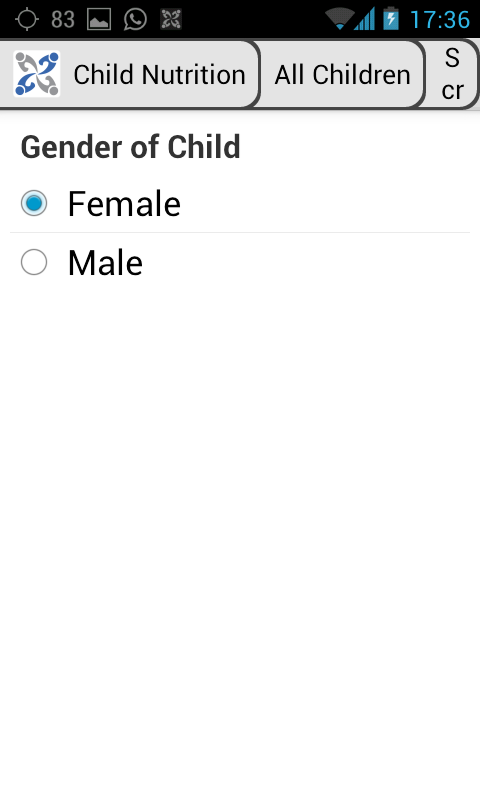 83 17:36
Child Nutrition All Children S
cr
Gender of Child
Female
Male